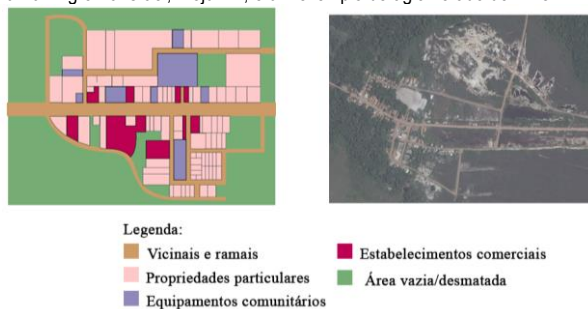 Legenda:
Vicinais e ramais
Propriedades particulares
Equipamentos comunitários
Estabelecimentos comerciais
Área vazia/desmatada